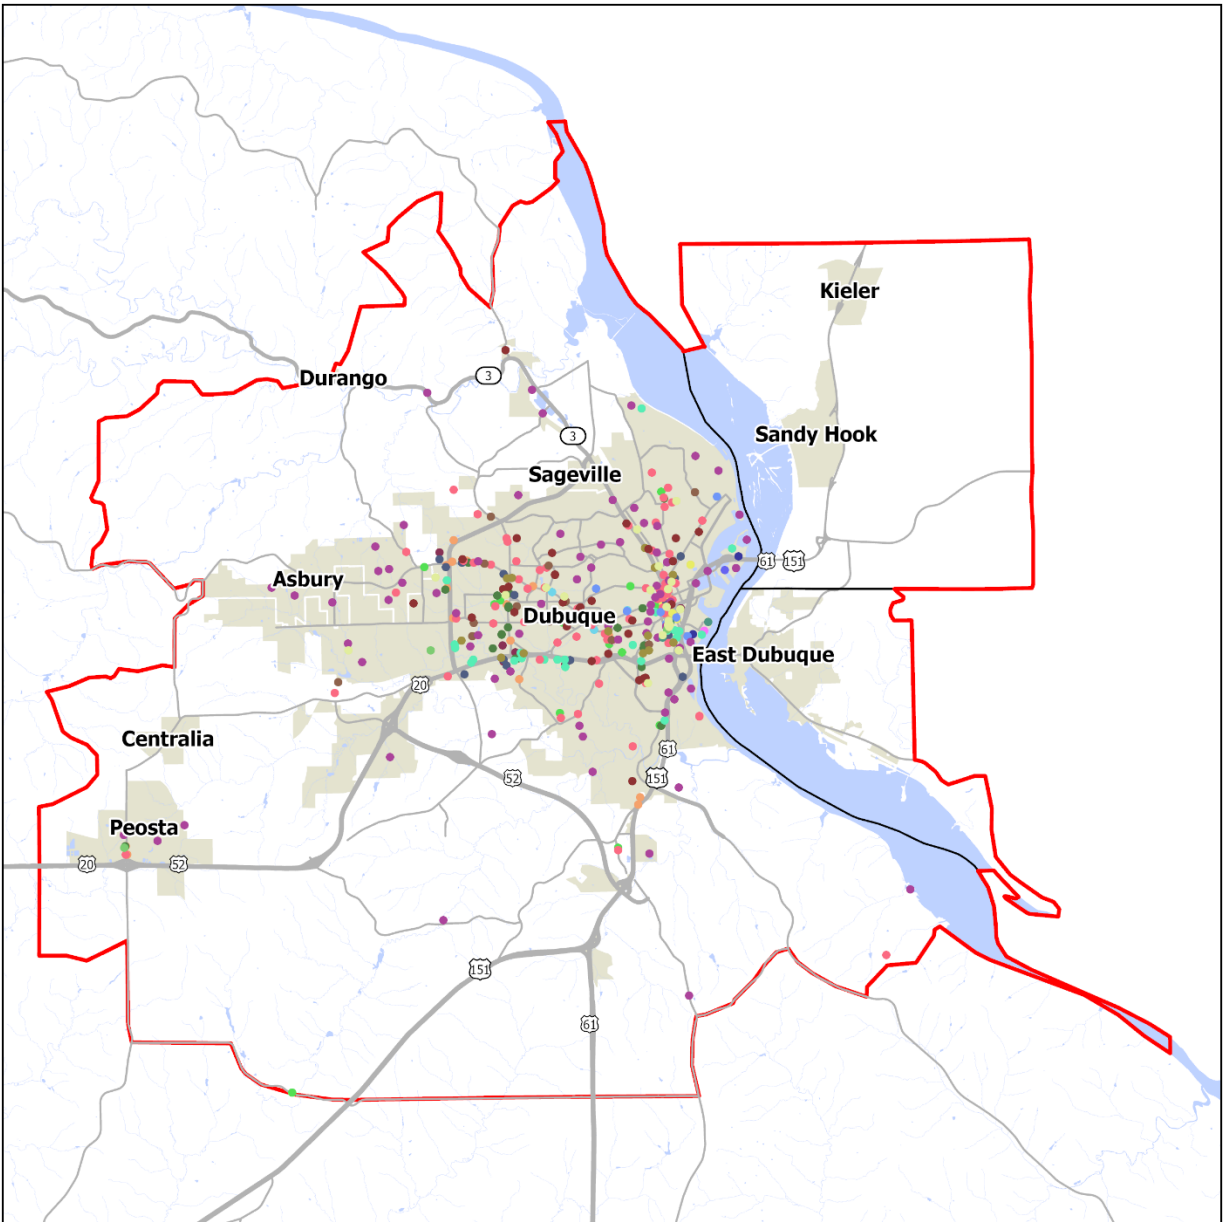 Kieler
Durango
3
3
Sandy Hook
Sageville
61
151
Asbury
Dubuque
East Dubuque
20
Centralia
61
52
151
Peosta
20
52
151
61